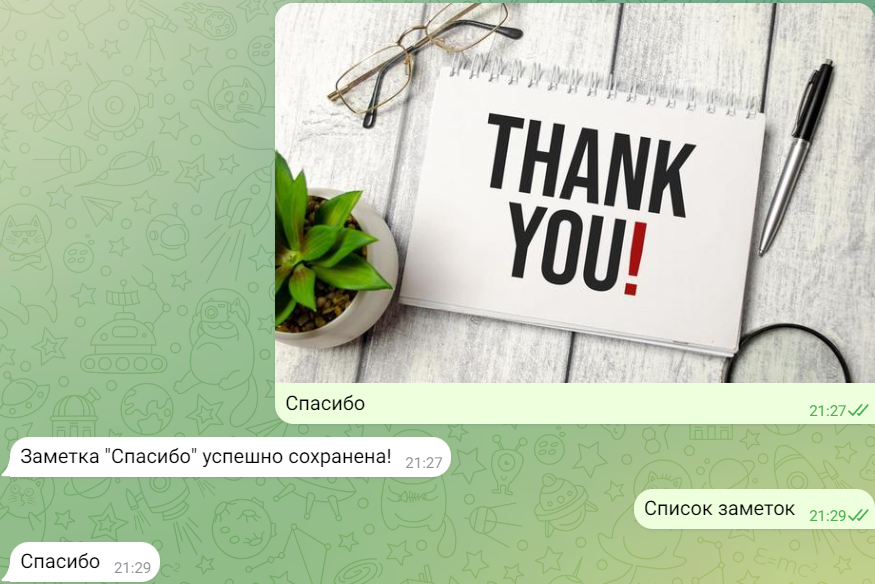 THANK
YOU!
Спасибо
21:27
Заметка "Спасибо" успешно сохранена! 21:27
Список заметок 21:29
Спасибо 21:29